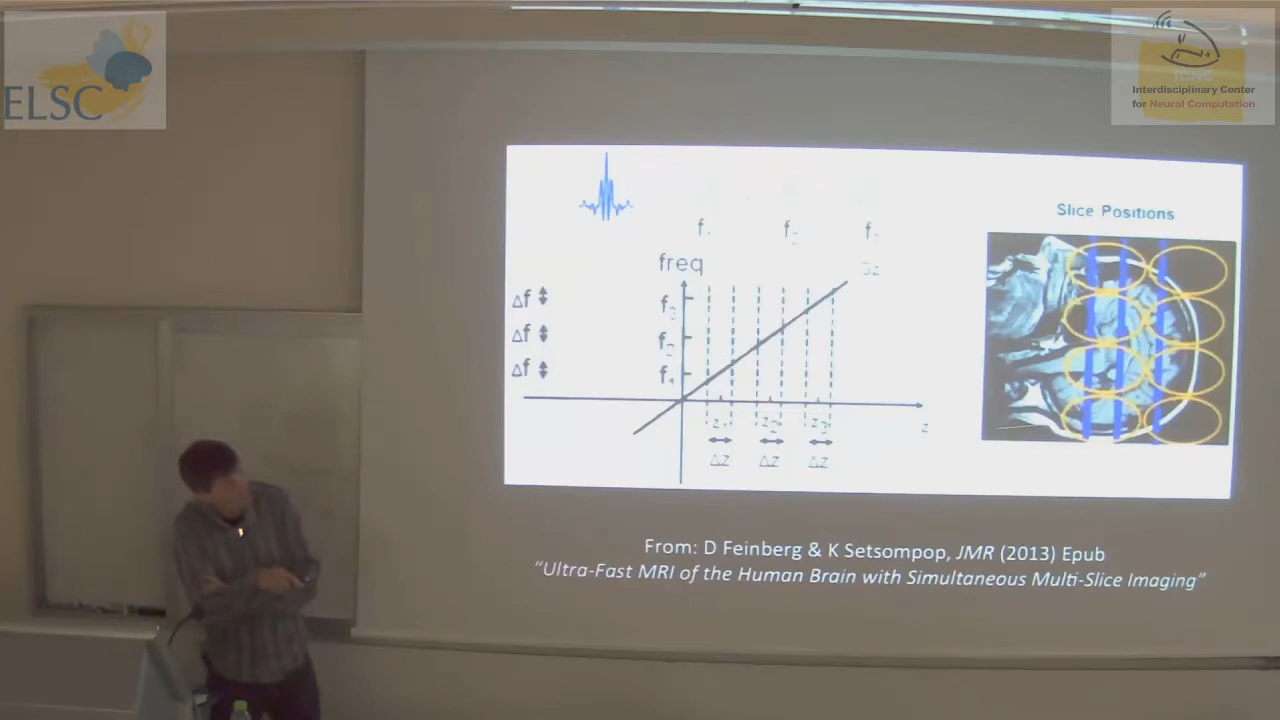 ELSC
ICNC
Interdisciplinary Center
for Neural Computation
Slice Positions
freq
Δf
Δf
Δf
z
Δz Δz Δz
From: D Feinberg & K Setsompop, JMR (2013) Epub
“Ultra-Fast MRI of the Human Brain with Simultaneous Multi-Slice Imaging”